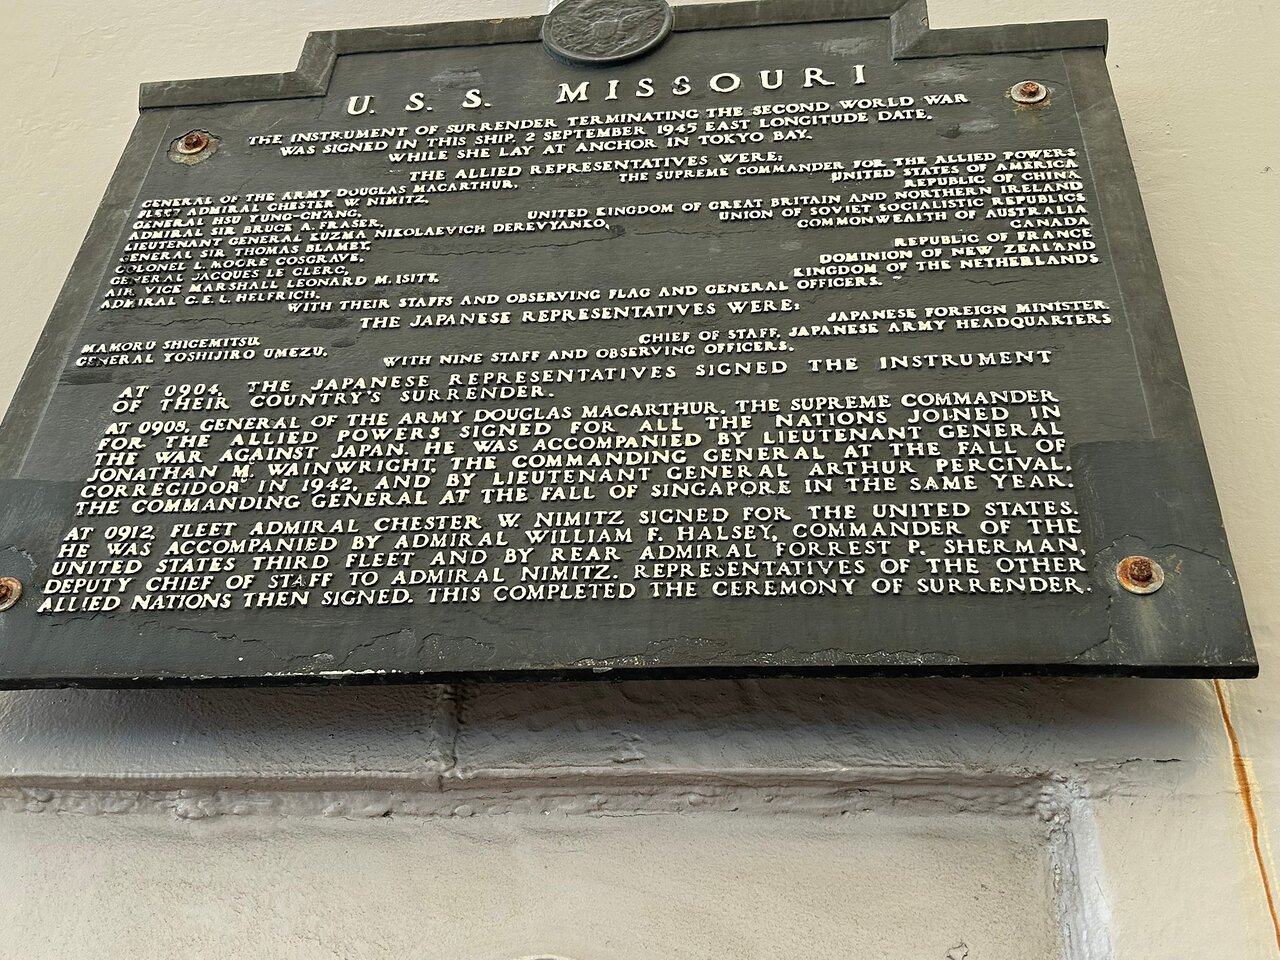 U. S. S. MISSOURI
THE INSTRUMENT OF SURRENDER TERMINATING THE SECOND WORLD WAR
WAS SIGNED IN THIS SHIP, 2 SEPTEMBER 1945 EAST LONGITUDE DATE,
WHILE SHE LAY AT ANCHOR IN TOKYO BAY.
THE ALLIED REPRESENTATIVES WERE:
GENERAL OF THE ARMY DOUGLAS MACARTHUR, THE SUPREME COMMANDER FOR THE ALLIED POWERS
FLEET ADMIRAL CHESTER W. NIMITZ, UNITED STATES OF AMERICA
GENERAL HSU YUNG-CHANG, REPUBLIC OF CHINA
ADMIRAL SIR BRUCE A. FRASER, UNITED KINGDOM OF GREAT BRITAIN AND NORTHERN IRELAND
LIEUTENANT GENERAL KUZMA NIKOLAEVICH DEREVYANKO, UNION OF SOVIET SOCIALISTIC REPUBLICS
GENERAL SIR THOMAS BLAMEY, COMMONWEALTH OF AUSTRALIA
COLONEL L. MOORE COSGRAVE, CANADA
GENERAL JACQUES LE CLERC, REPUBLIC OF FRANCE
AIR VICE MARSHALL LEONARD M. ISITT, DOMINION OF NEW ZEALAND
ADMIRAL C.E.L. HELFRICH, KINGDOM OF THE NETHERLANDS
WITH THEIR STAFFS AND OBSERVING FLAG AND GENERAL OFFICERS.
THE JAPANESE REPRESENTATIVES WERE:
MAMORU SHIGEMITSU, JAPANESE FOREIGN MINISTER
GENERAL YOSHIJIRO UMEZU, CHIEF OF STAFF, JAPANESE ARMY HEADQUARTERS
WITH NINE STAFF AND OBSERVING OFFICERS.
AT 0904, THE JAPANESE REPRESENTATIVES SIGNED THE INSTRUMENT
OF THEIR COUNTRY'S SURRENDER.
AT 0908, GENERAL OF THE ARMY DOUGLAS MACARTHUR, THE SUPREME COMMANDER
FOR THE ALLIED POWERS SIGNED FOR ALL THE NATIONS JOINED IN
THE WAR AGAINST JAPAN. HE WAS ACCOMPANIED BY LIEUTENANT GENERAL
JONATHAN M. WAINWRIGHT, THE COMMANDING GENERAL AT THE FALL OF
CORREGIDOR IN 1942, AND BY LIEUTENANT GENERAL ARTHUR PERCIVAL,
THE COMMANDING GENERAL AT THE FALL OF SINGAPORE IN THE SAME YEAR.
AT 0912, FLEET ADMIRAL CHESTER W. NIMITZ SIGNED FOR THE UNITED STATES.
HE WAS ACCOMPANIED BY ADMIRAL WILLIAM F. HALSEY, COMMANDER OF THE
UNITED STATES THIRD FLEET AND BY REAR ADMIRAL FORREST P. SHERMAN,
DEPUTY CHIEF OF STAFF TO ADMIRAL NIMITZ. REPRESENTATIVES OF THE OTHER
ALLIED NATIONS THEN SIGNED. THIS COMPLETED THE CEREMONY OF SURRENDER.